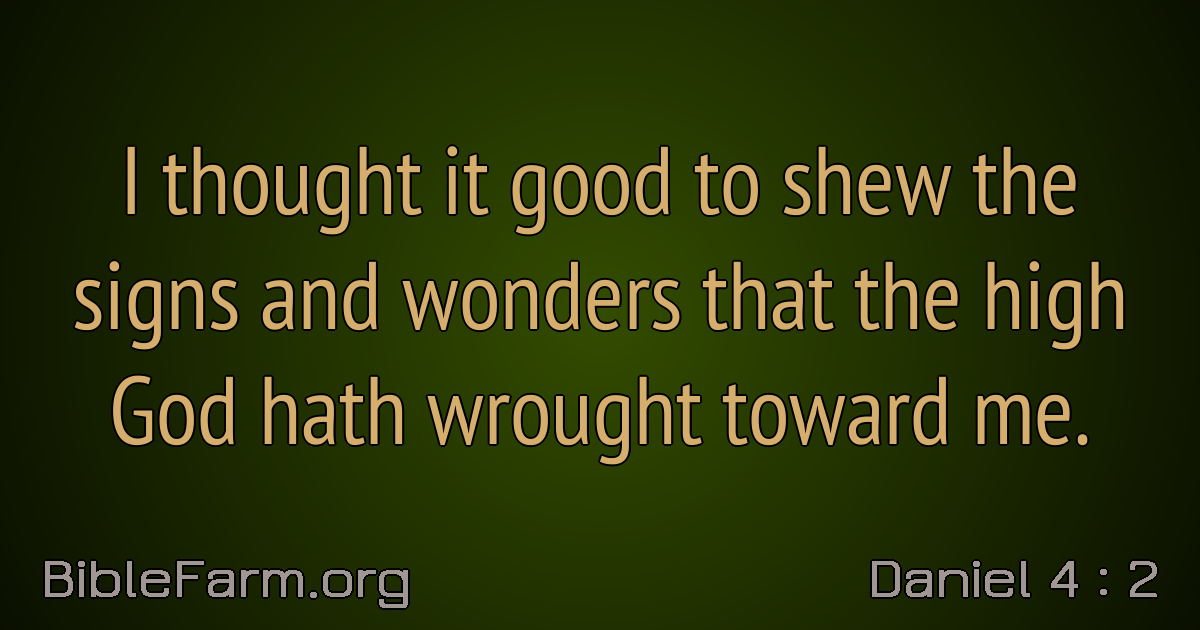 I thought it good to shew the
signs and wonders that the high
God hath wrought toward me.
BibleFarm.org
Daniel 4 : 2